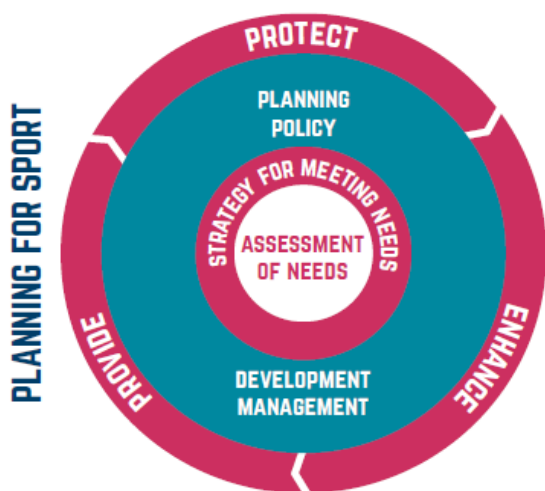 PLANNING FOR SPORT
PROTECT
PLANNING
POLICY
STRATEGY FOR MEETING NEEDS
ASSESSMENT
OF NEEDS
DEVELOPMENT
MANAGEMENT
PROVIDE
ENHANCE